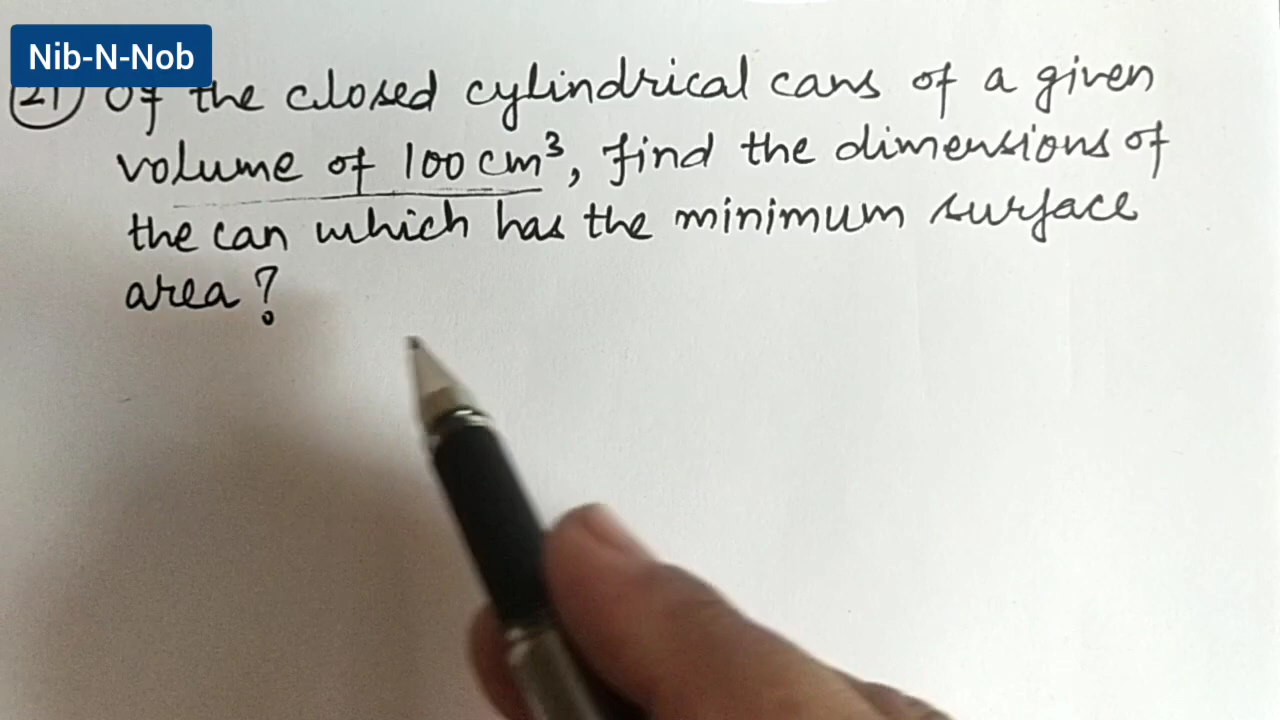 Nib-N-Nob
21 Of the closed cylindrical cans of a given
volume of 100 cm³, find the dimensions of
the can which has the minimum surface
area?